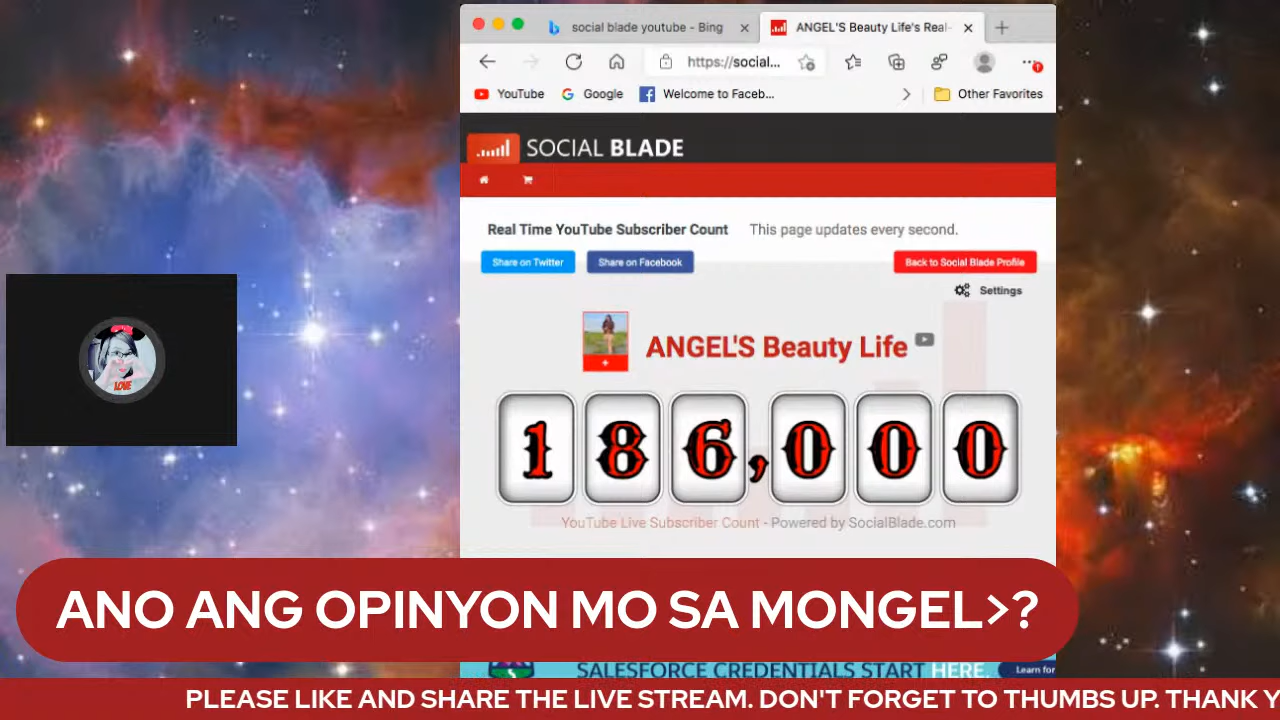 social blade youtube - Bing
ANGEL'S Beauty Life's Real-
https://social...
YouTube
Google
Welcome to Faceb...
Other Favorites
SOCIAL BLADE
Real Time YouTube Subscriber Count
This page updates every second.
Share on Twitter
Share on Facebook
Back to Social Blade Profile
Settings
ANGEL'S Beauty Life
LOVE
186,000
YouTube Live Subscriber Count - Powered by SocialBlade.com
ANO ANG OPINYON MO SA MONGEL>?
SALESFORCE CREDENTIALS START HERE.
Learn for
PLEASE LIKE AND SHARE THE LIVE STREAM. DON'T FORGET TO THUMBS UP. THANK Y